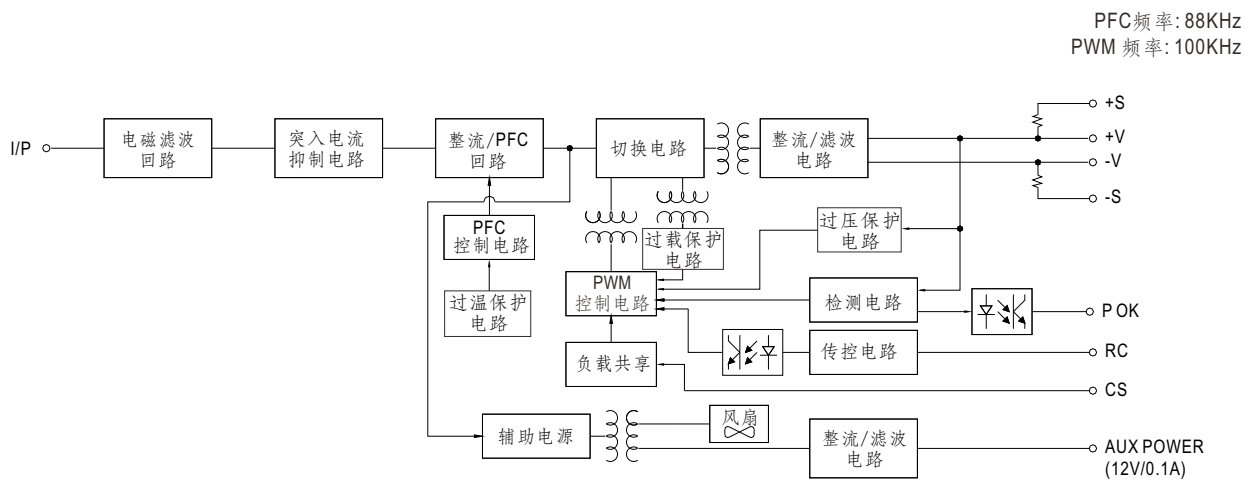 PFC频率: 88KHz
PWM 频率: 100KHz
I/P
电磁滤波
回路
突入电流
抑制电路
整流/PFC
回路
切换电路
整流/滤波
电路
+S
+V
-V
-S
PFC
控制电路
过载保护
电路
过压保护
电路
过温保护
电路
PWM
控制电路
检测电路
P OK
负载共享
传控电路
RC
CS
辅助电源
风扇
整流/滤波
电路
AUX POWER
(12V/0.1A)